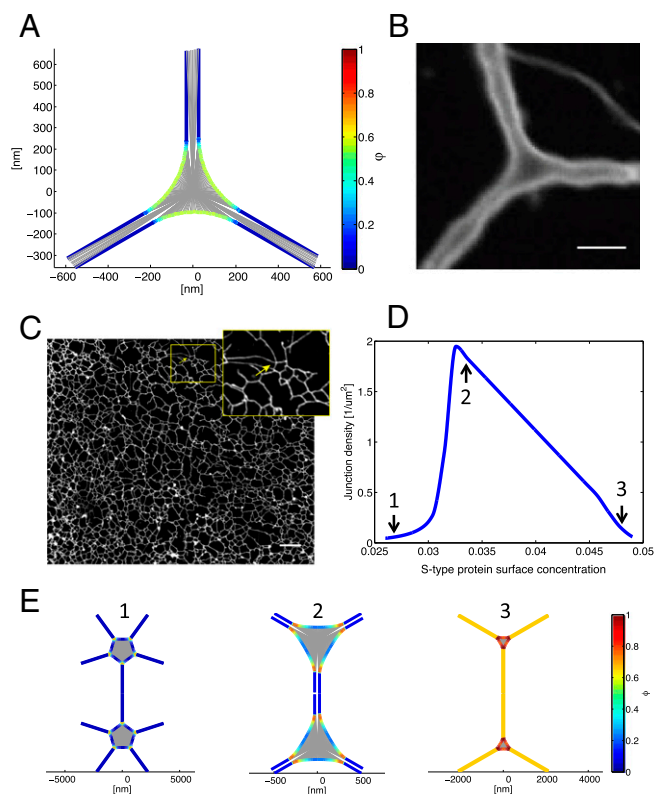 A
[nm]
600
500
400
300
200
100
0
−100
−200
−300
−600 −400 −200 0 200 400 600
[nm]
1
0.8
0.6
0.4
0.2
0
φ
B
C
D
Junction density [1/um²]
2
1.5
1
0.5
0
0.025 0.03 0.035 0.04 0.045 0.05
S-type protein surface concentration
1
2
3
E
1
2
3
−5000 0 5000
[nm]
−500 0 500
[nm]
−2000 0 2000 4000
[nm]
1
0.8
0.6
0.4
0.2
0
φ